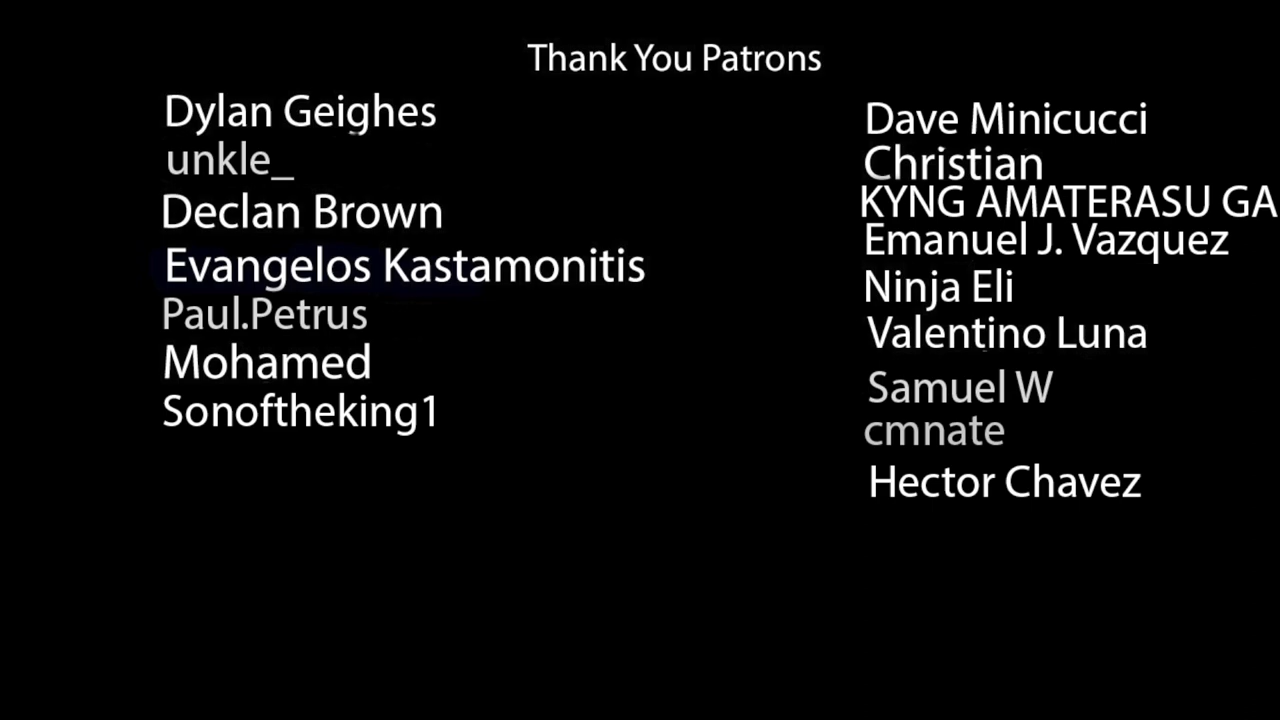 Thank You Patrons
Dylan Geighes
unkle_
Declan Brown
Evangelos Kastamonitis
Paul.Petrus
Mohamed
Sonoftheking1
Dave Minicucci
Christian
KYNG AMATERASU GA
Emanuel J. Vazquez
Ninja Eli
Valentino Luna
Samuel W
cmnate
Hector Chavez